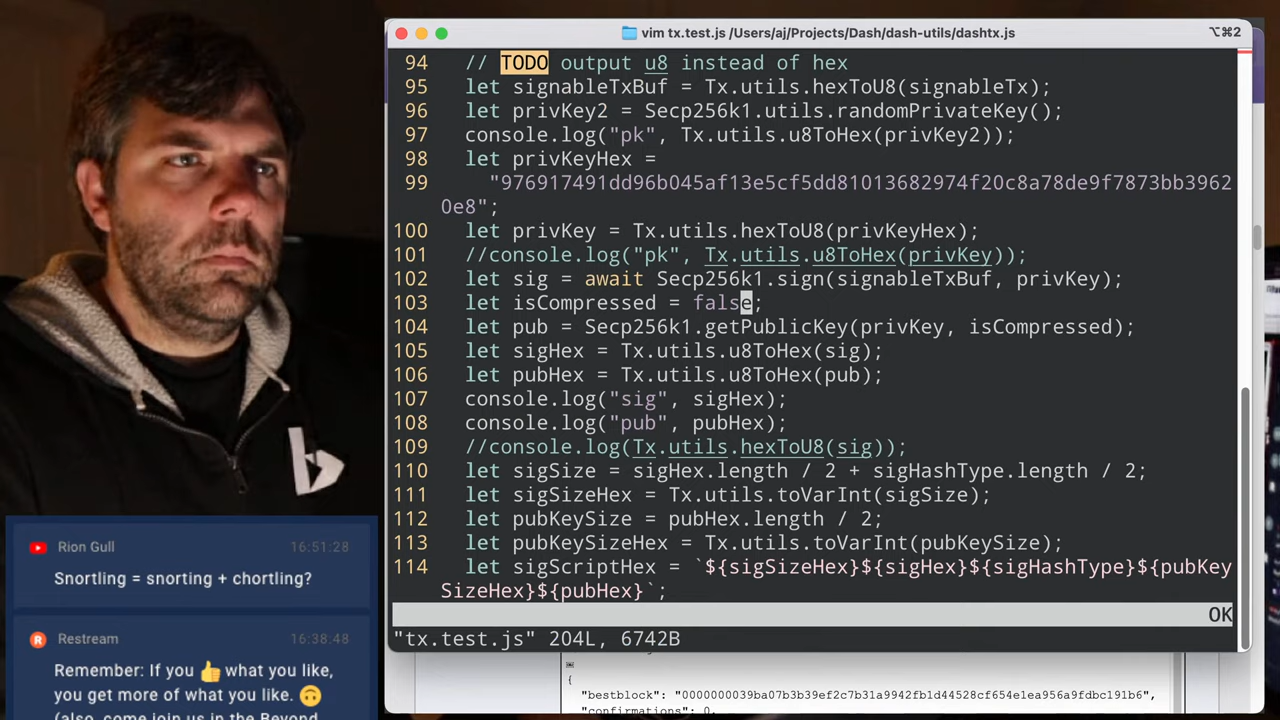 vim tx.test.js /Users/aj/Projects/Dash/dash-utils/dashtx.js
⌥⌘2
94 // TODO output u8 instead of hex
95 let signableTxBuf = Tx.utils.hexToU8(signableTx);
96 let privKey2 = Secp256k1.utils.randomPrivateKey();
97 console.log("pk", Tx.utils.u8ToHex(privKey2));
98 let privKeyHex =
99 "976917491dd96b045af13e5cf5dd81013682974f20c8a78de9f7873bb3962
0e8";
100 let privKey = Tx.utils.hexToU8(privKeyHex);
101 //console.log("pk", Tx.utils.u8ToHex(privKey));
102 let sig = await Secp256k1.sign(signableTxBuf, privKey);
103 let isCompressed = false;
104 let pub = Secp256k1.getPublicKey(privKey, isCompressed);
105 let sigHex = Tx.utils.u8ToHex(sig);
106 let pubHex = Tx.utils.u8ToHex(pub);
107 console.log("sig", sigHex);
108 console.log("pub", pubHex);
109 //console.log(Tx.utils.hexToU8(sig));
110 let sigSize = sigHex.length / 2 + sigHashType.length / 2;
111 let sigSizeHex = Tx.utils.toVarInt(sigSize);
112 let pubKeySize = pubHex.length / 2;
113 let pubKeySizeHex = Tx.utils.toVarInt(pubKeySize);
114 let sigScriptHex = `${sigSizeHex}${sigHex}${sigHashType}${pubKey
SizeHex}${pubHex}`;
OK
"tx.test.js" 204L, 6742B
{
"bestblock": "0000000039ba07b3b39ef2c7b31a9942fb1d44528cf654e1ea956a9fdbc191b6",
"confirmations": 0,
Rion Gull 16:51:28
Snortling = snorting + chortling?
Restream 16:38:48
Remember: If you 👍 what you like,
you get more of what you like. 🙃
(also, come join us in the Beyond